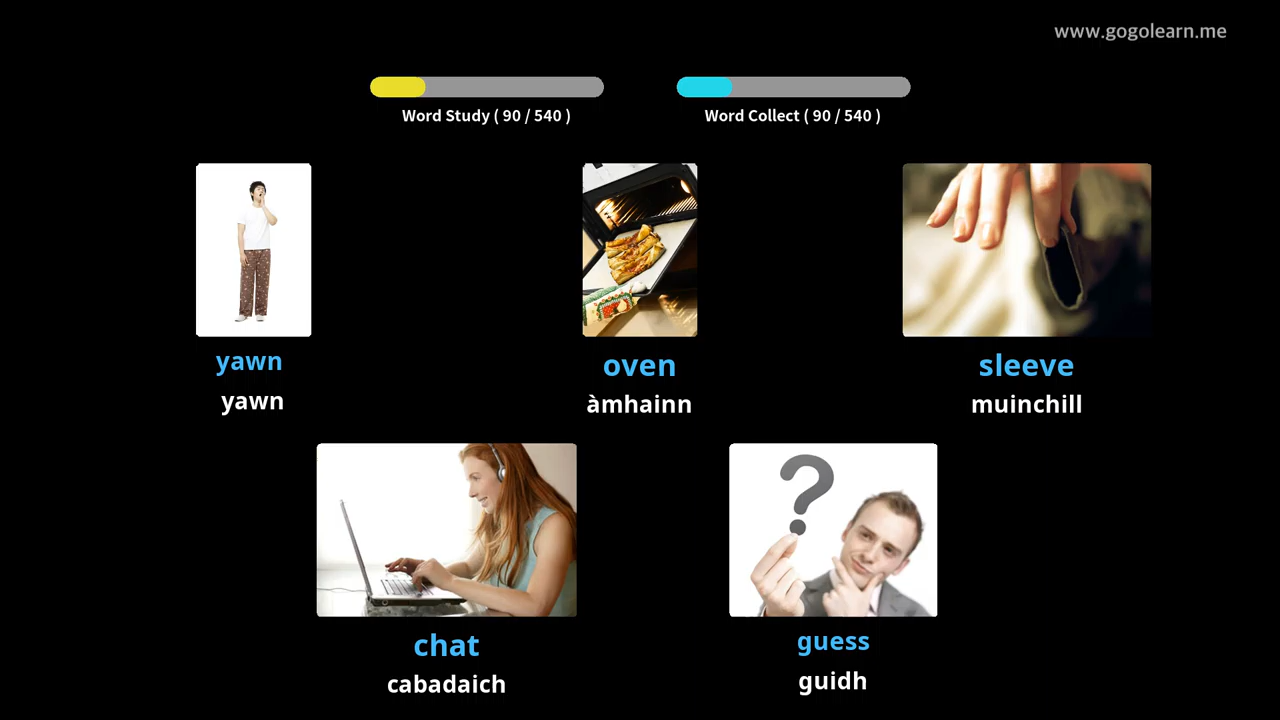 www.gogolearn.me
Word Study ( 90 / 540 )
Word Collect ( 90 / 540 )
yawn
yawn
oven
àmhainn
sleeve
muinchill
chat
cabadaich
guess
guidh